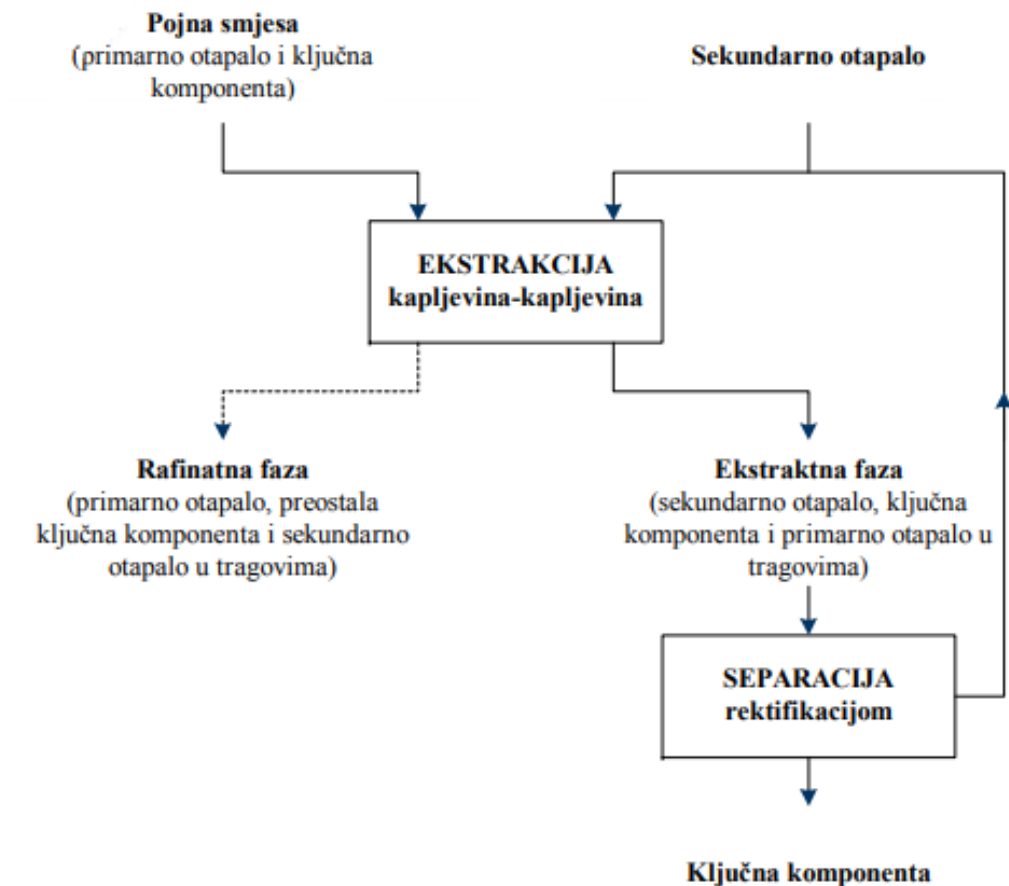 Pojna smjesa
(primarno otapalo i ključna
komponenta)
Sekundarno otapalo
EKSTRAKCIJA
kapljevina-kapljevina
Rafinatna faza
(primarno otapalo, preostala
ključna komponenta i sekundarno
otapalo u tragovima)
Ekstraktna faza
(sekundarno otapalo, ključna
komponenta i primarno otapalo u
tragovima)
SEPARACIJA
rektifikacijom
Ključna komponenta